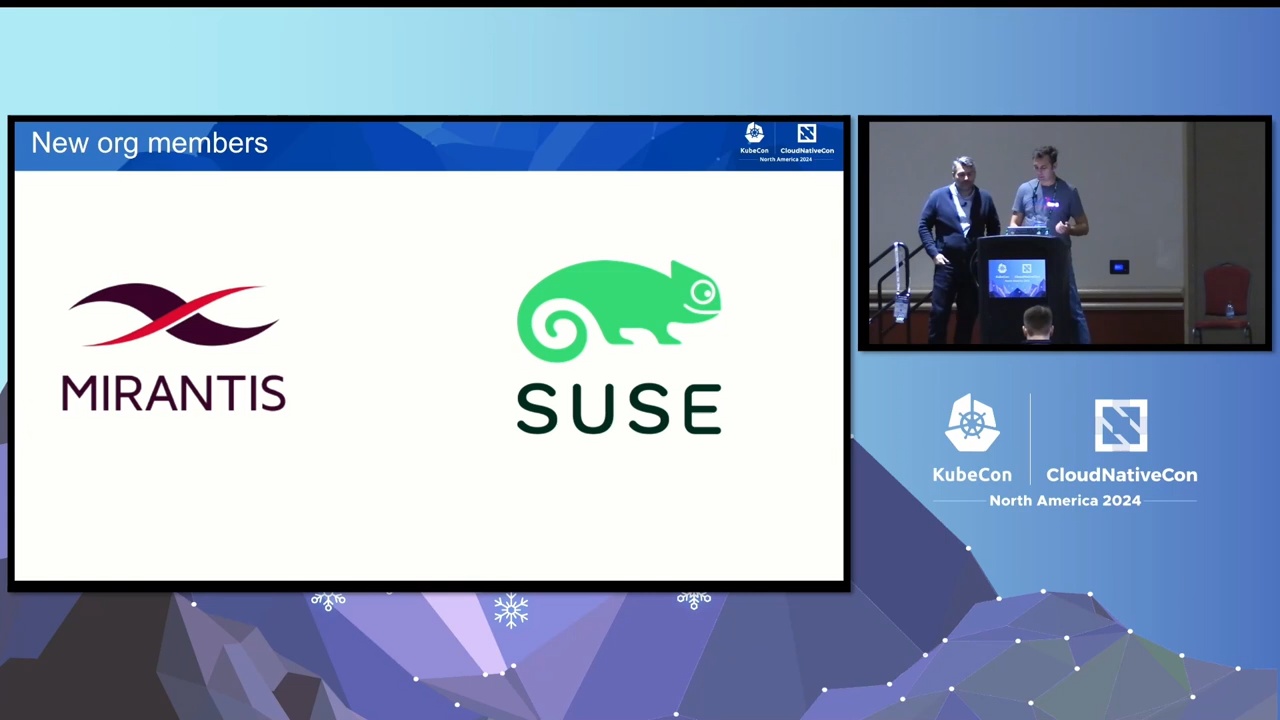 New org members
KubeCon
CloudNativeCon
North America 2024
MIRANTIS
SUSE
KubeCon
CloudNativeCon
North America 2024